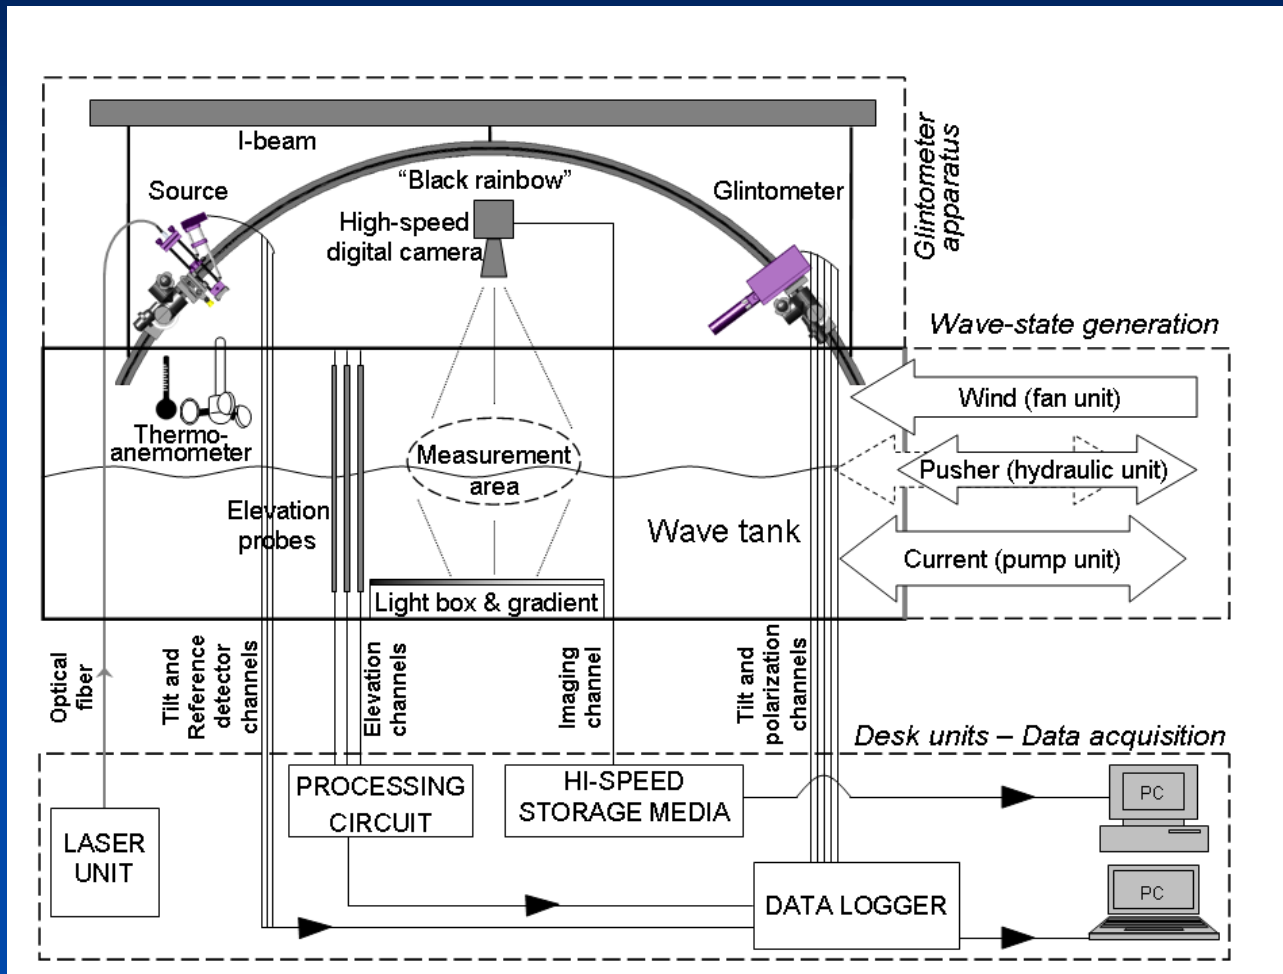 I-beam
Glintometer
apparatus
Source
“Black rainbow”
Glintometer
High-speed
digital camera
Wave-state generation
Wind (fan unit)
Thermo-
anemometer
Measurement
area
Pusher (hydraulic unit)
Elevation
probes
Wave tank
Current (pump unit)
Light box & gradient
Optical
fiber
Tilt and
Reference
detector
channels
Elevation
channels
Imaging
channel
Tilt and
polarization
channels
Desk units – Data acquisition
PROCESSING
CIRCUIT
HI-SPEED
STORAGE MEDIA
PC
LASER
UNIT
DATA LOGGER
PC